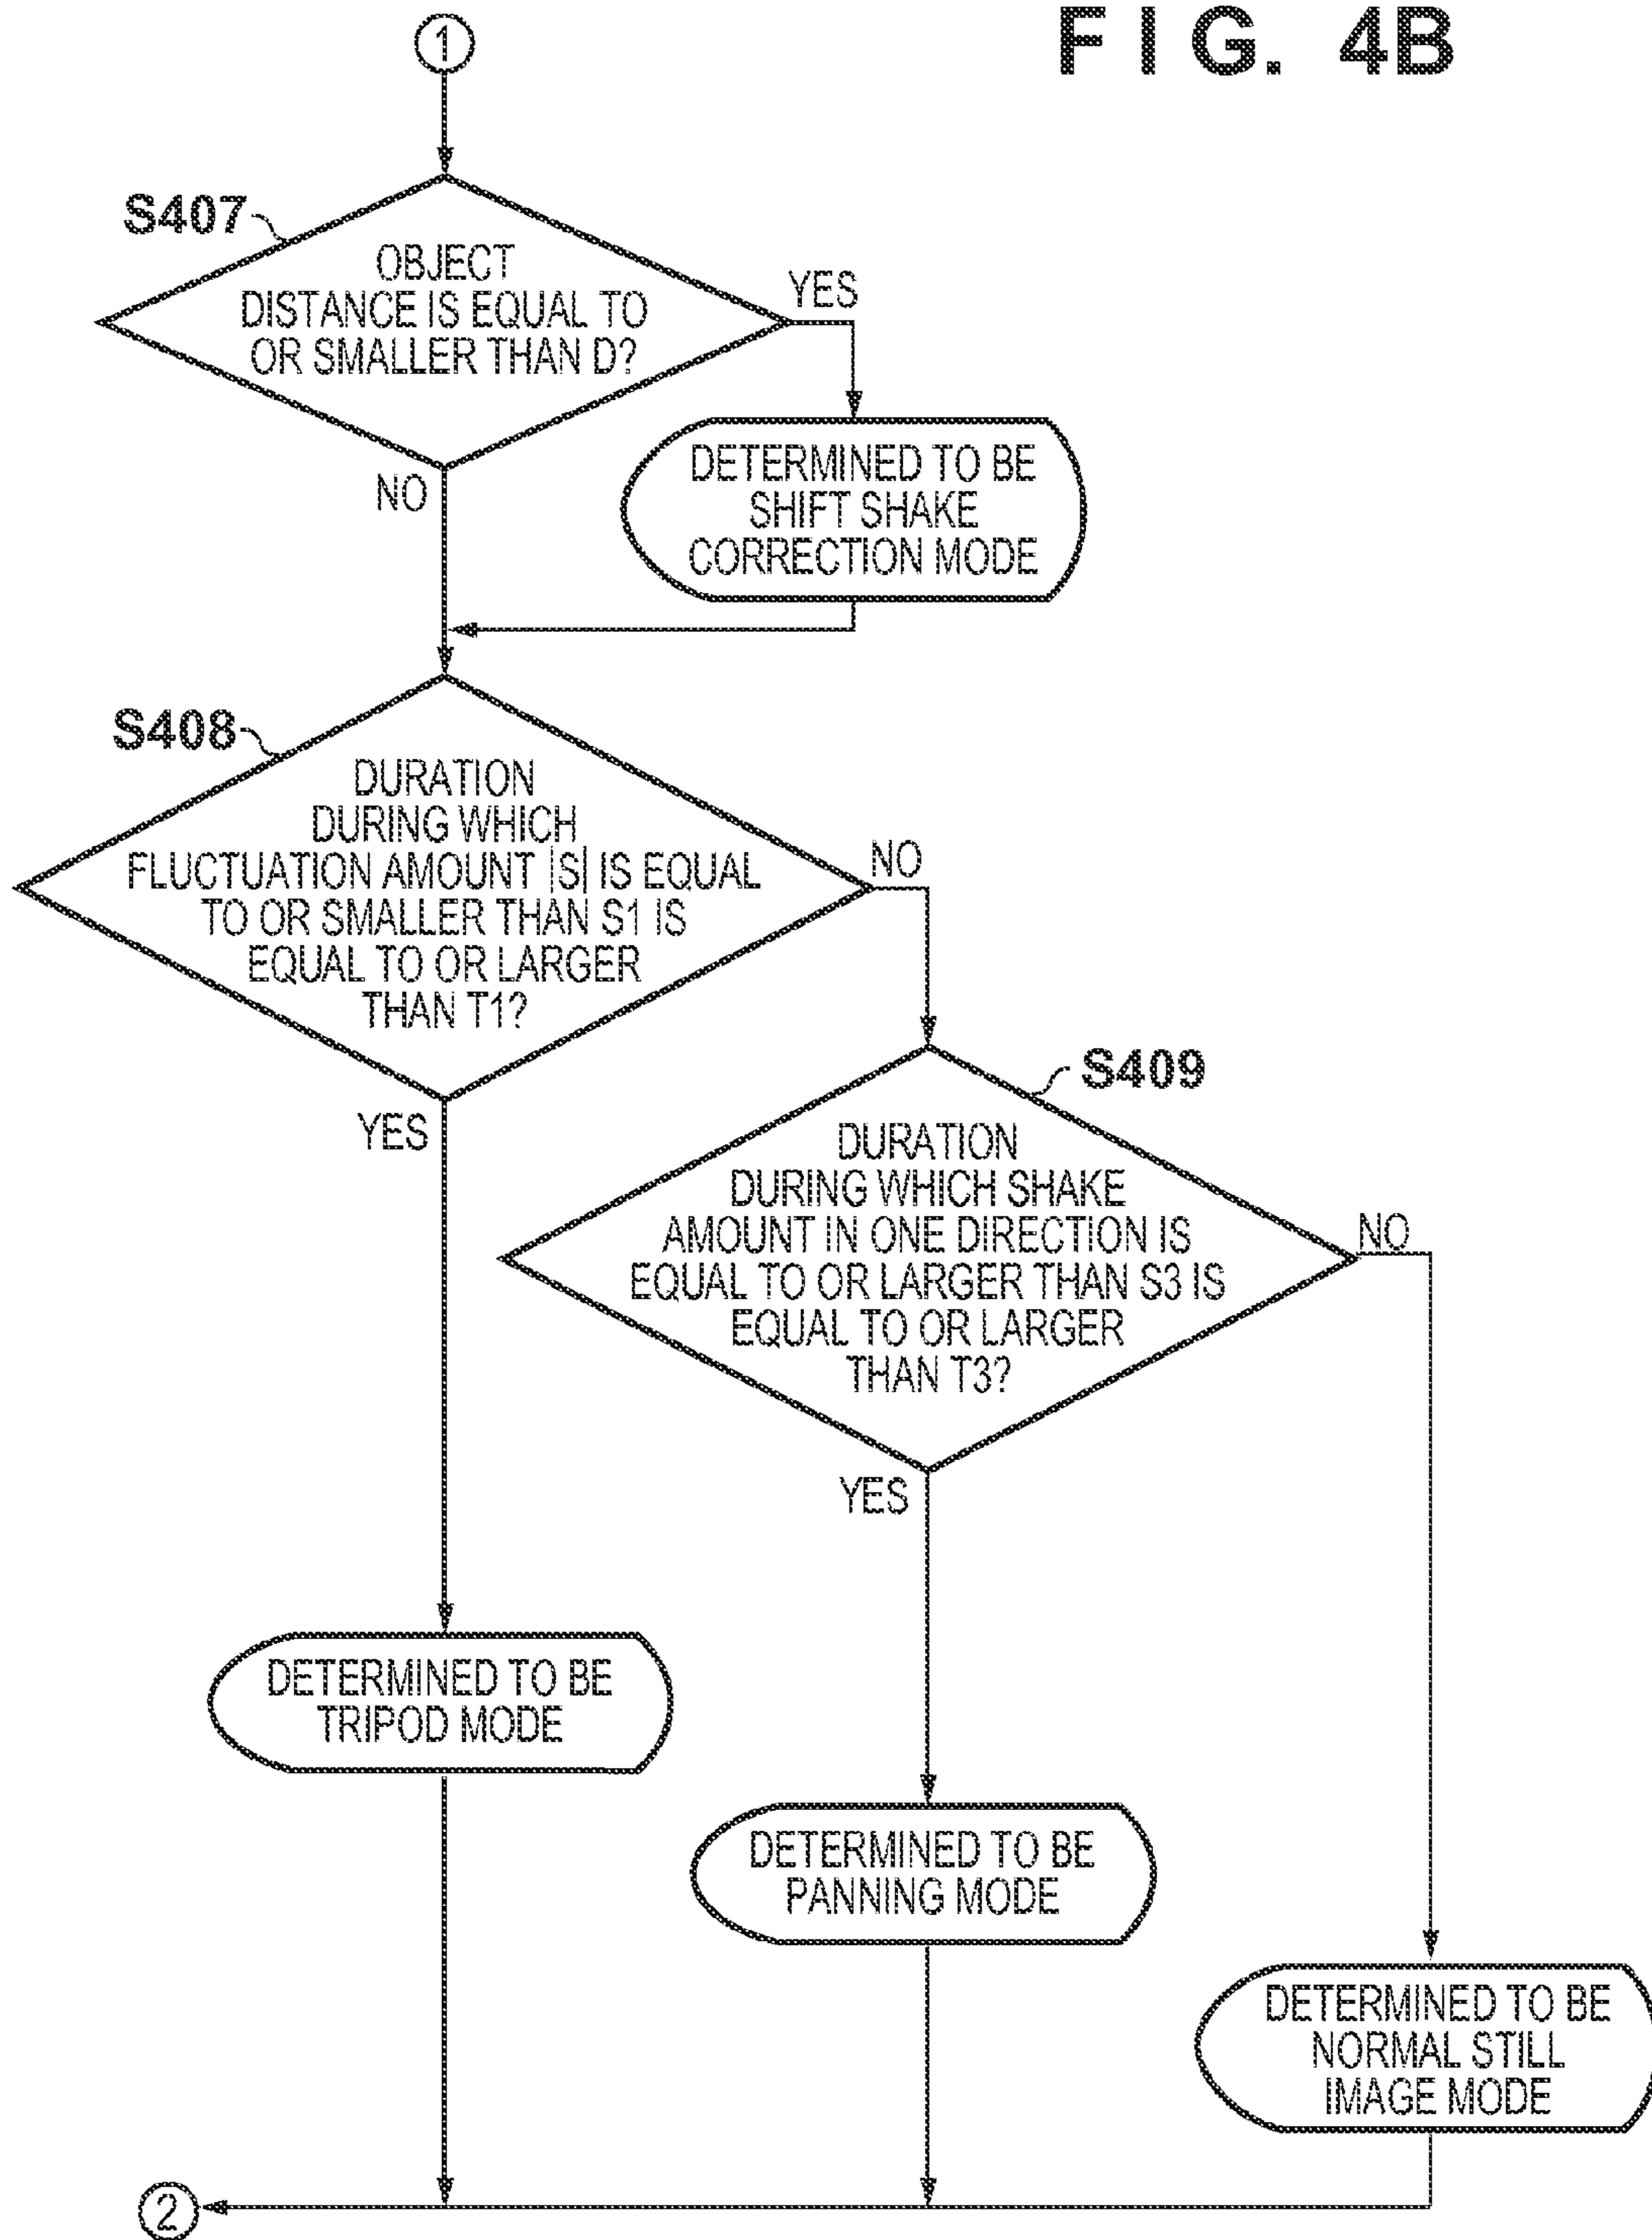 FIG. 4B
1
S407
OBJECT
DISTANCE IS EQUAL TO
OR SMALLER THAN D?
YES
NO
DETERMINED TO BE
SHIFT SHAKE
CORRECTION MODE
S408
DURATION
DURING WHICH
FLUCTUATION AMOUNT |S| IS EQUAL
TO OR SMALLER THAN S1 IS
EQUAL TO OR LARGER
THAN T1?
NO
YES
S409
DURATION
DURING WHICH SHAKE
AMOUNT IN ONE DIRECTION IS
EQUAL TO OR LARGER THAN S3 IS
EQUAL TO OR LARGER
THAN T3?
NO
YES
DETERMINED TO BE
TRIPOD MODE
DETERMINED TO BE
PANNING MODE
DETERMINED TO BE
NORMAL STILL
IMAGE MODE
2